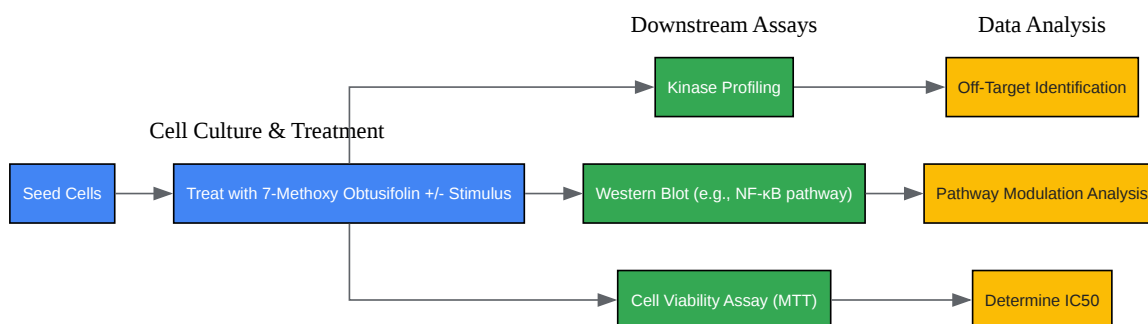 Downstream Assays
Data Analysis
Kinase Profiling
Off-Target Identification
Cell Culture & Treatment
Seed Cells
Treat with 7-Methoxy Obtusifolin +/- Stimulus
Western Blot (e.g., NF-κB pathway)
Pathway Modulation Analysis
Cell Viability Assay (MTT)
Determine IC50